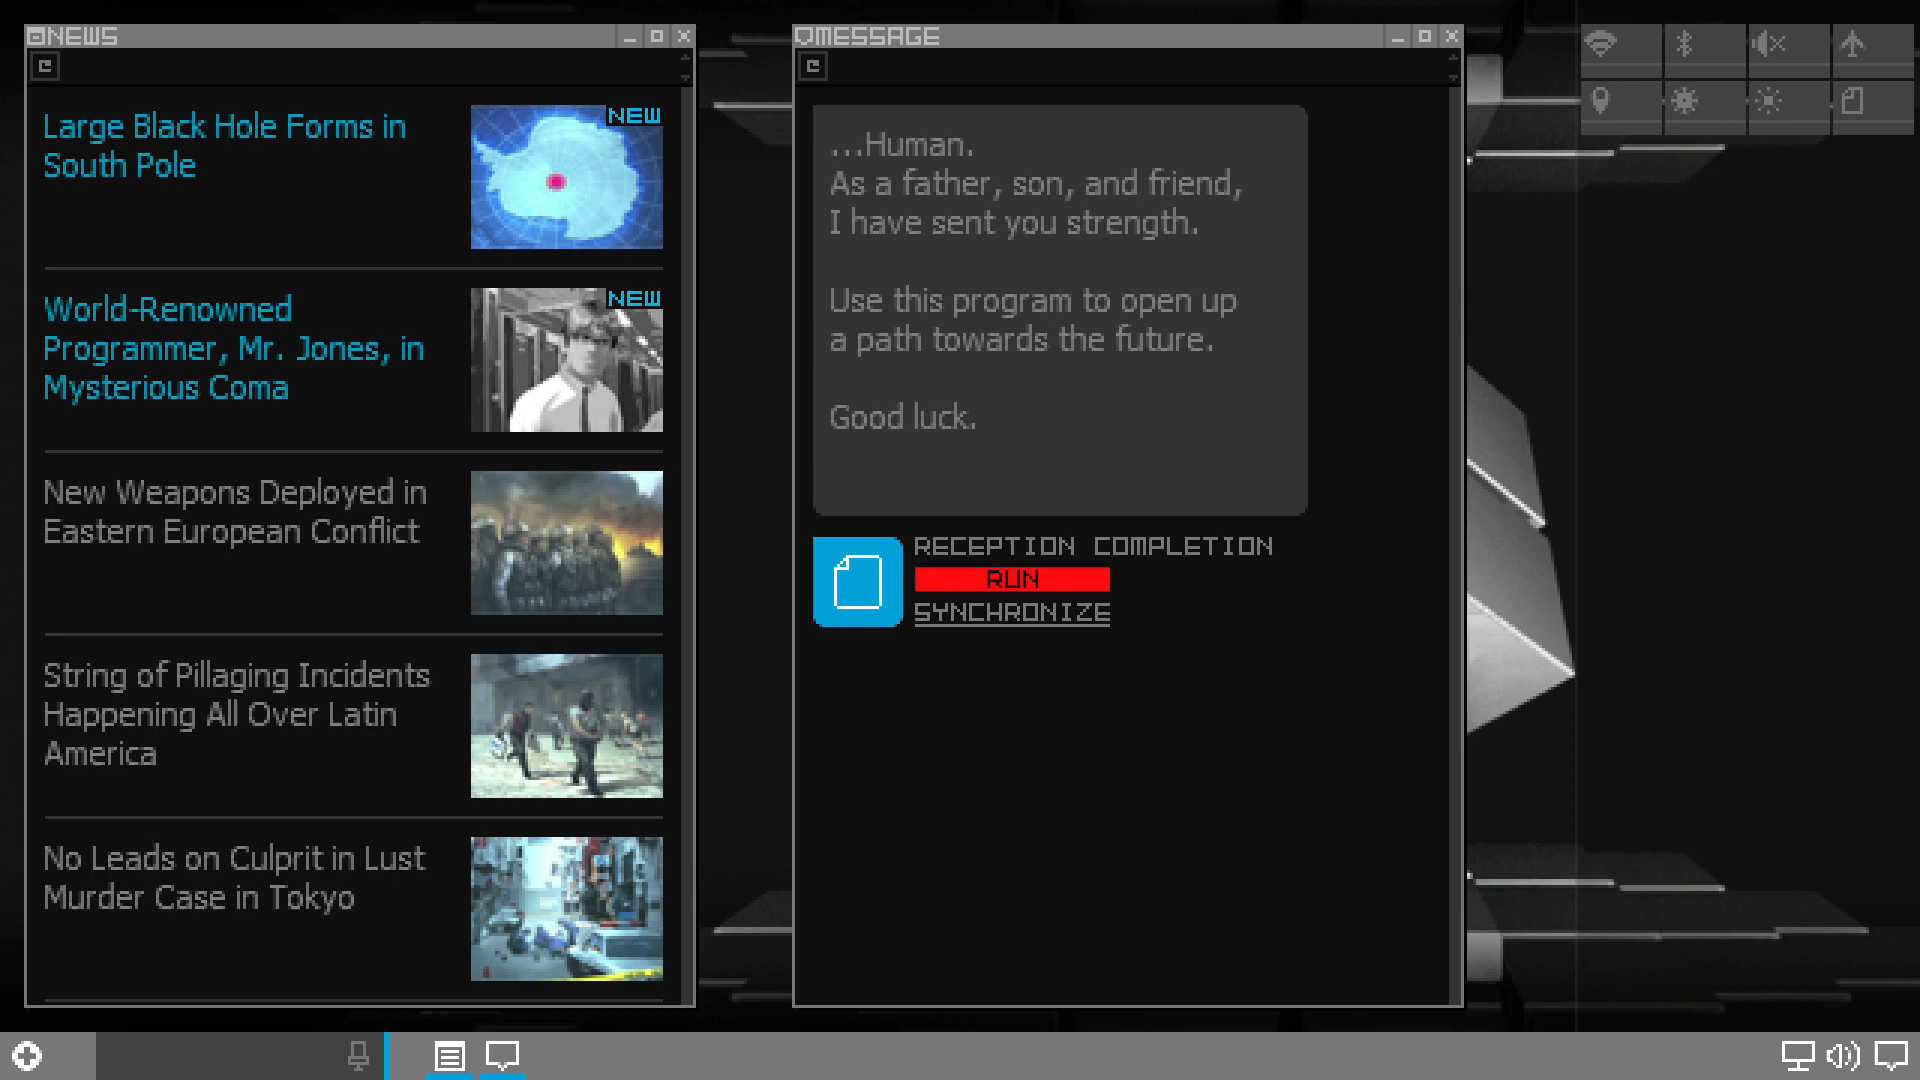 NEWS
Large Black Hole Forms in
South Pole
NEW
World-Renowned
Programmer, Mr. Jones, in
Mysterious Coma
NEW
New Weapons Deployed in
Eastern European Conflict
String of Pillaging Incidents
Happening All Over Latin
America
No Leads on Culprit in Lust
Murder Case in Tokyo
MESSAGE
...Human.
As a father, son, and friend,
I have sent you strength.
Use this program to open up
a path towards the future.
Good luck.
RECEPTION COMPLETION
RUN
SYNCHRONIZE